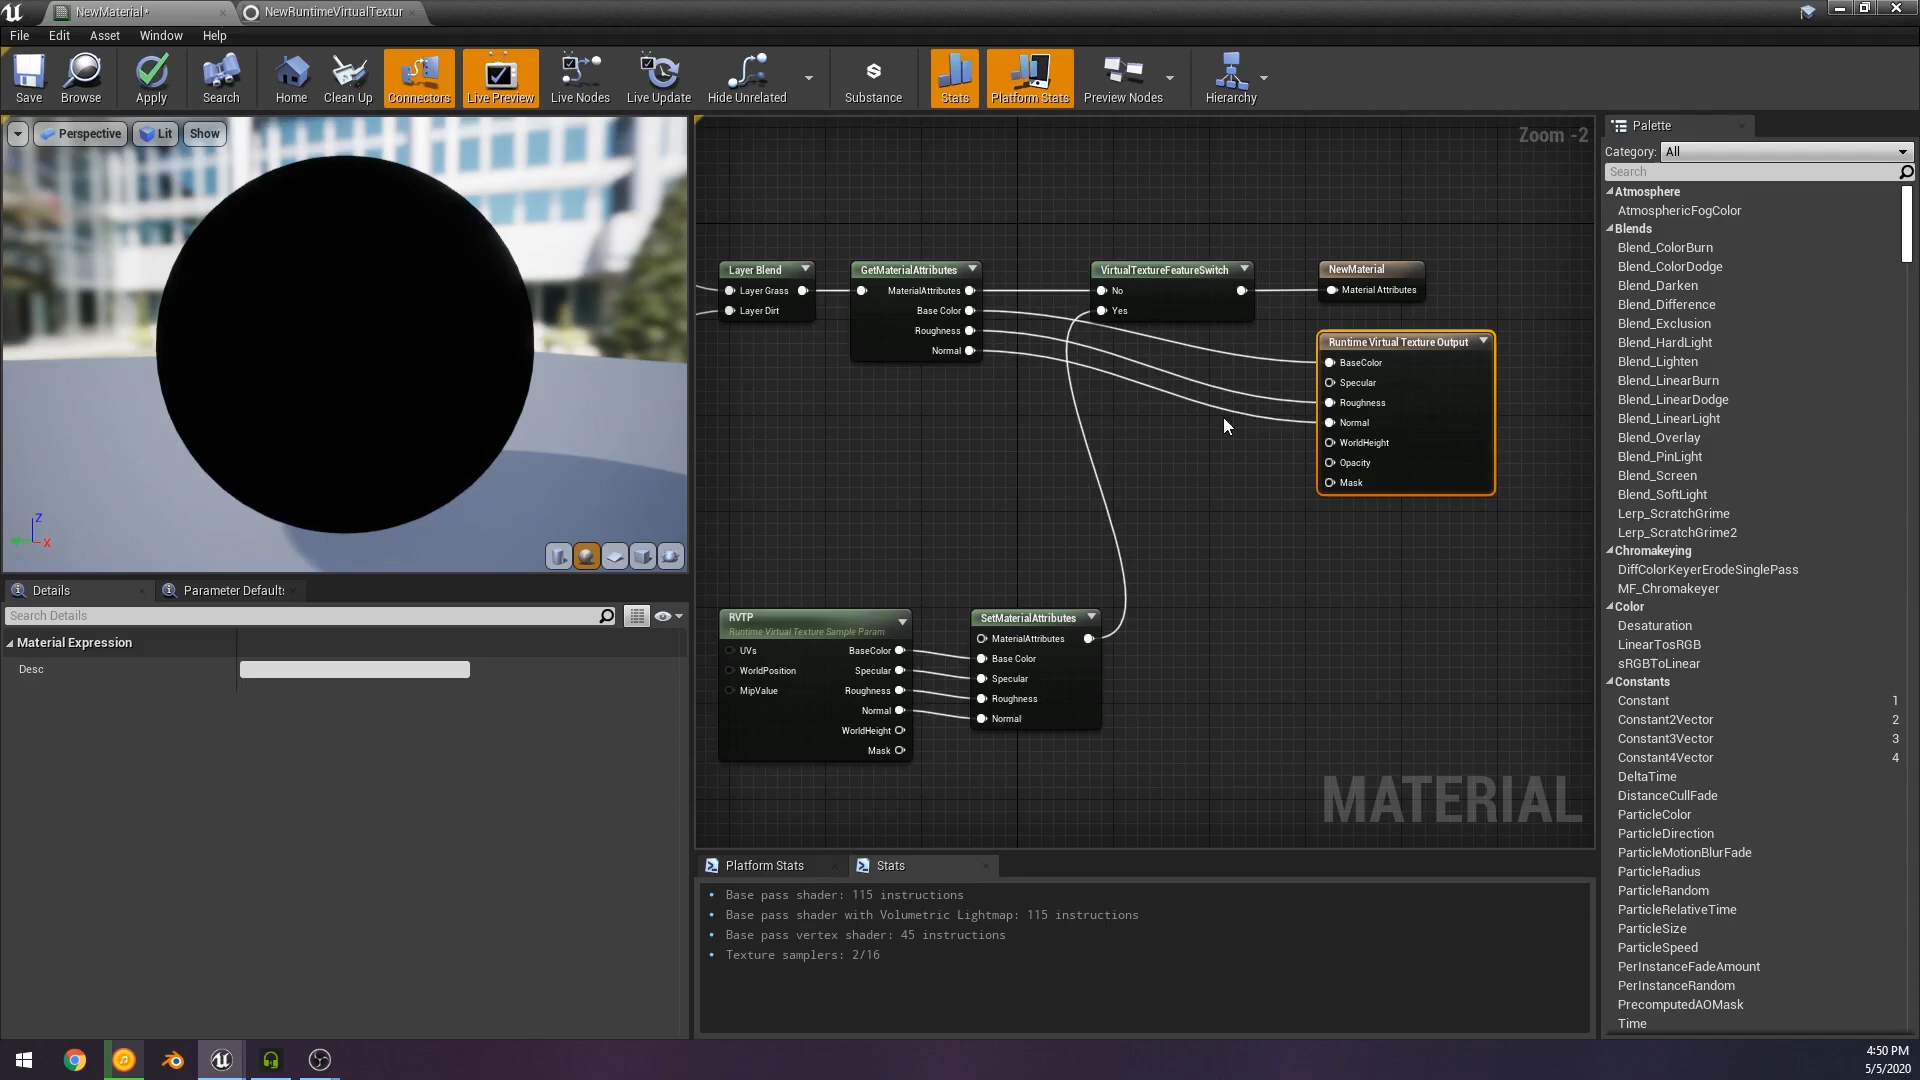 NewMaterial*
NewRuntimeVirtualTextur
File Edit Asset Window Help
Save
Browse
Apply
Search
Home
Clean Up
Connectors
Live Preview
Live Nodes
Live Update
Hide Unrelated
Substance
Stats
Platform Stats
Preview Nodes
Hierarchy
Perspective
Lit
Show
Z
X
Zoom -2
Layer Blend
Layer Grass
Layer Dirt
GetMaterialAttributes
MaterialAttributes
Base Color
Roughness
Normal
VirtualTextureFeatureSwitch
No
Yes
NewMaterial
Material Attributes
Runtime Virtual Texture Output
BaseColor
Specular
Roughness
Normal
WorldHeight
Opacity
Mask
RVTP
Runtime Virtual Texture Sample Param
UVs BaseColor
WorldPosition Specular
MipValue Roughness
Normal
WorldHeight
Mask
SetMaterialAttributes
MaterialAttributes
Base Color
Specular
Roughness
Normal
MATERIAL
Details
Parameter Default
Search Details
Material Expression
Desc
Platform Stats
Stats
Base pass shader: 115 instructions
Base pass shader with Volumetric Lightmap: 115 instructions
Base pass vertex shader: 45 instructions
Texture samplers: 2/16
Palette
Category: All
Search
Atmosphere
AtmosphericFogColor
Blends
Blend_ColorBurn
Blend_ColorDodge
Blend_Darken
Blend_Difference
Blend_Exclusion
Blend_HardLight
Blend_Lighten
Blend_LinearBurn
Blend_LinearDodge
Blend_LinearLight
Blend_Overlay
Blend_PinLight
Blend_Screen
Blend_SoftLight
Lerp_ScratchGrime
Lerp_ScratchGrime2
Chromakeying
DiffColorKeyerErodeSinglePass
MF_Chromakeyer
Color
Desaturation
LinearTosRGB
sRGBToLinear
Constants
Constant 1
Constant2Vector 2
Constant3Vector 3
Constant4Vector 4
DeltaTime
DistanceCullFade
ParticleColor
ParticleDirection
ParticleMotionBlurFade
ParticleRadius
ParticleRandom
ParticleRelativeTime
ParticleSize
ParticleSpeed
PerInstanceFadeAmount
PerInstanceRandom
PrecomputedAOMask
Time
4:50 PM
5/5/2020